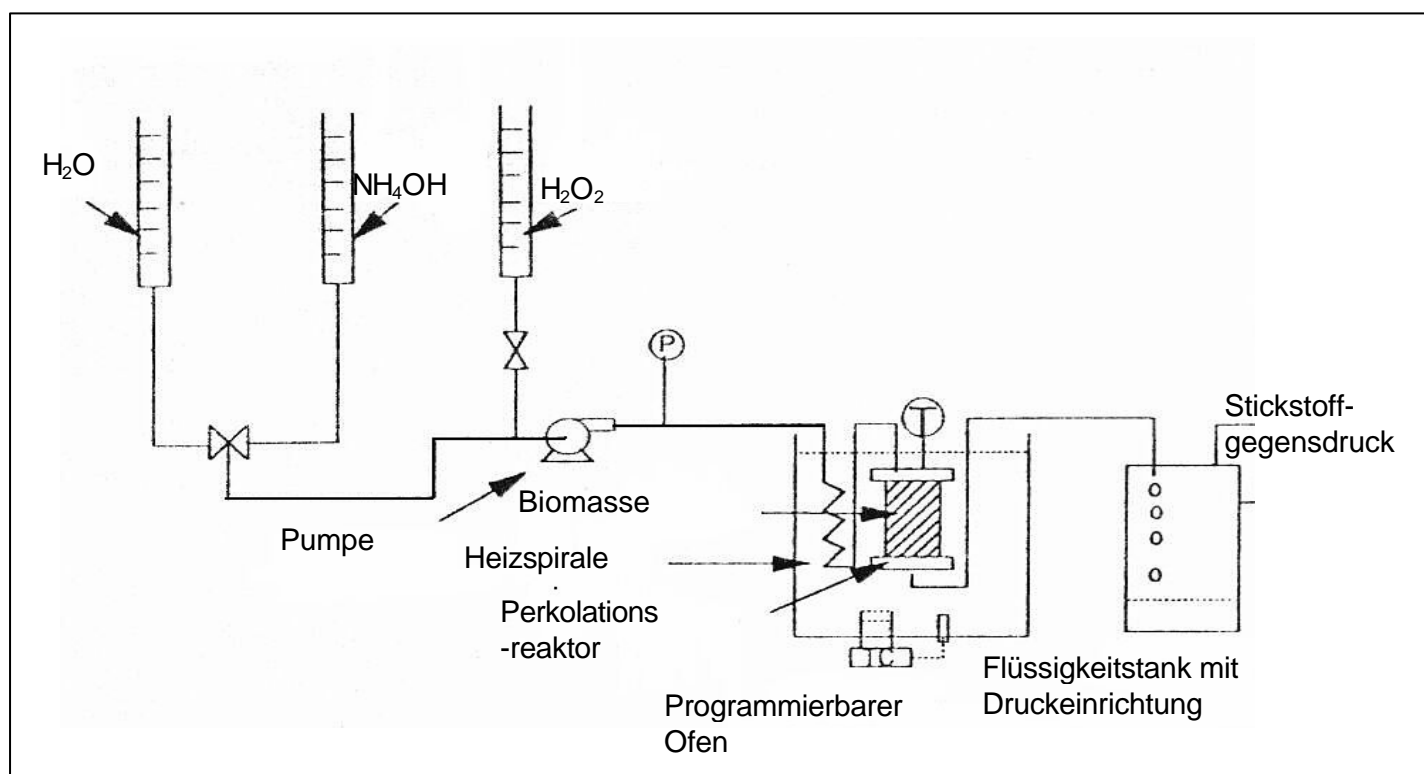 H₂O
NH₄OH
H₂O₂
P
T
Stickstoff-
gegensdruck
Biomasse
Pumpe
Heizspirale
Perkolations
-reaktor
Flüssigkeitstank mit
Druckeinrichtung
Programmierbarer
Ofen